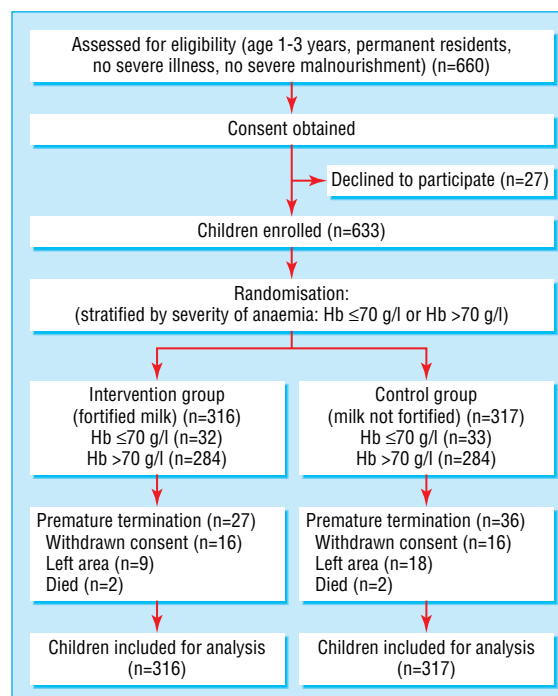 Assessed for eligibility (age 1-3 years, permanent residents,
no severe illness, no severe malnourishment) (n=660)
Consent obtained
Declined to participate (n=27)
Children enrolled (n=633)
Randomisation:
(stratified by severity of anaemia: Hb ≤70 g/l or Hb >70 g/l)
Intervention group
(fortified milk) (n=316)
Hb ≤70 g/l (n=32)
Hb >70 g/l (n=284)
Control group
(milk not fortified) (n=317)
Hb ≤70 g/l (n=33)
Hb >70 g/l (n=284)
Premature termination (n=27)
Withdrawn consent (n=16)
Left area (n=9)
Died (n=2)
Premature termination (n=36)
Withdrawn consent (n=16)
Left area (n=18)
Died (n=2)
Children included for analysis
(n=316)
Children included for analysis
(n=317)